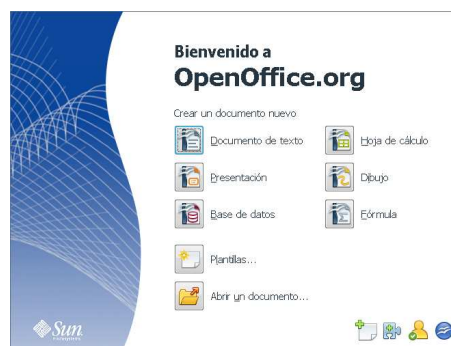 Bienvenido a
OpenOffice.org
Crear un documento nuevo
Documento de texto
Hoja de cálculo
Presentación
Dibujo
Base de datos
Fórmula
Plantillas...
Abrir un documento...
Sun